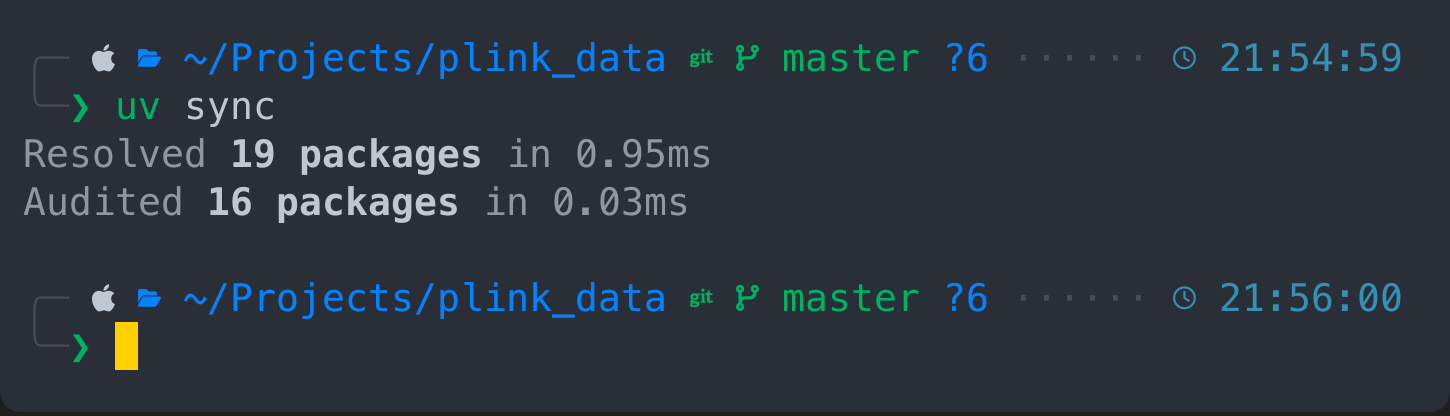 ~/Projects/plink_data git master ?6 ······ 21:54:59
❯ uv sync
Resolved 19 packages in 0.95ms
Audited 16 packages in 0.03ms
~/Projects/plink_data git master ?6 ······ 21:56:00
❯